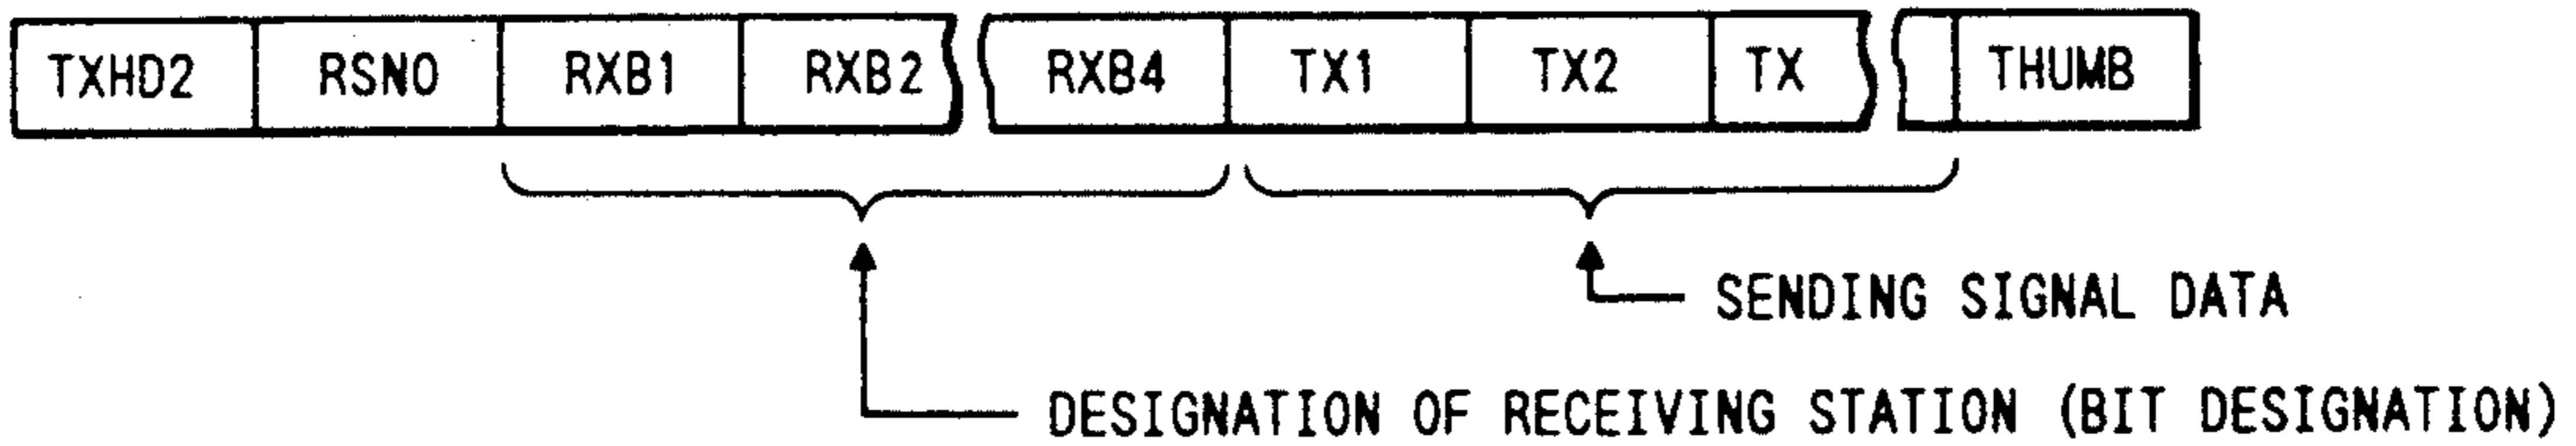 TXHD2 RSNO RXB1 RXB2 RXB4 TX1 TX2 TX THUMB
SENDING SIGNAL DATA
DESIGNATION OF RECEIVING STATION (BIT DESIGNATION)